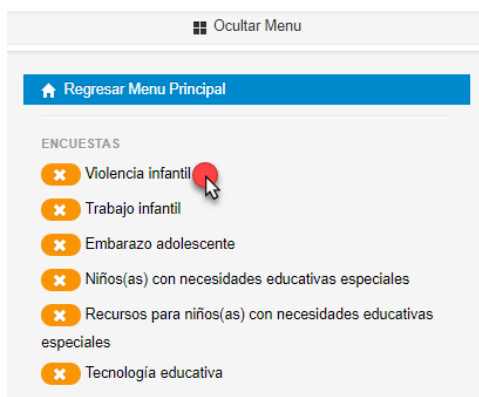 Ocultar Menu
Regresar Menu Principal
ENCUESTAS
Violencia infantil
Trabajo infantil
Embarazo adolescente
Niños(as) con necesidades educativas especiales
Recursos para niños(as) con necesidades educativas
especiales
Tecnología educativa